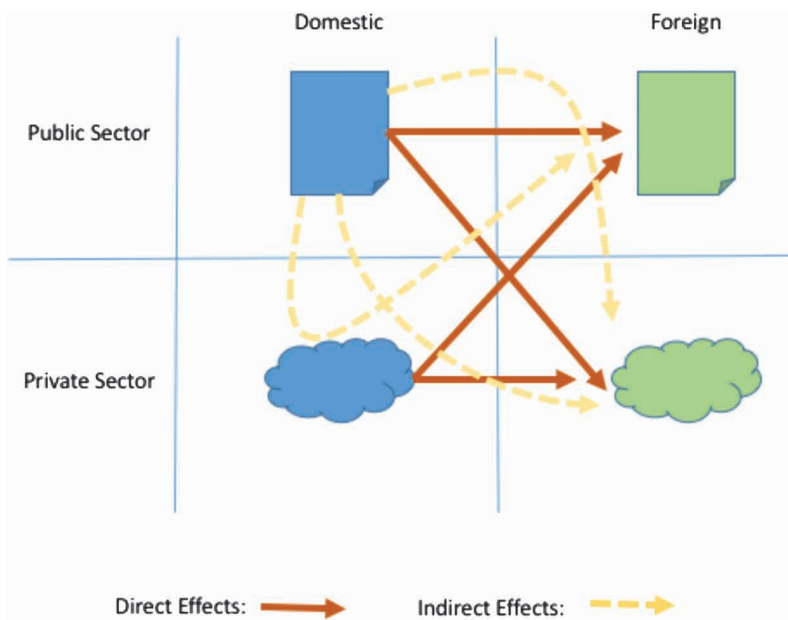 Domestic
Foreign
Public Sector
Private Sector
Direct Effects:
Indirect Effects: